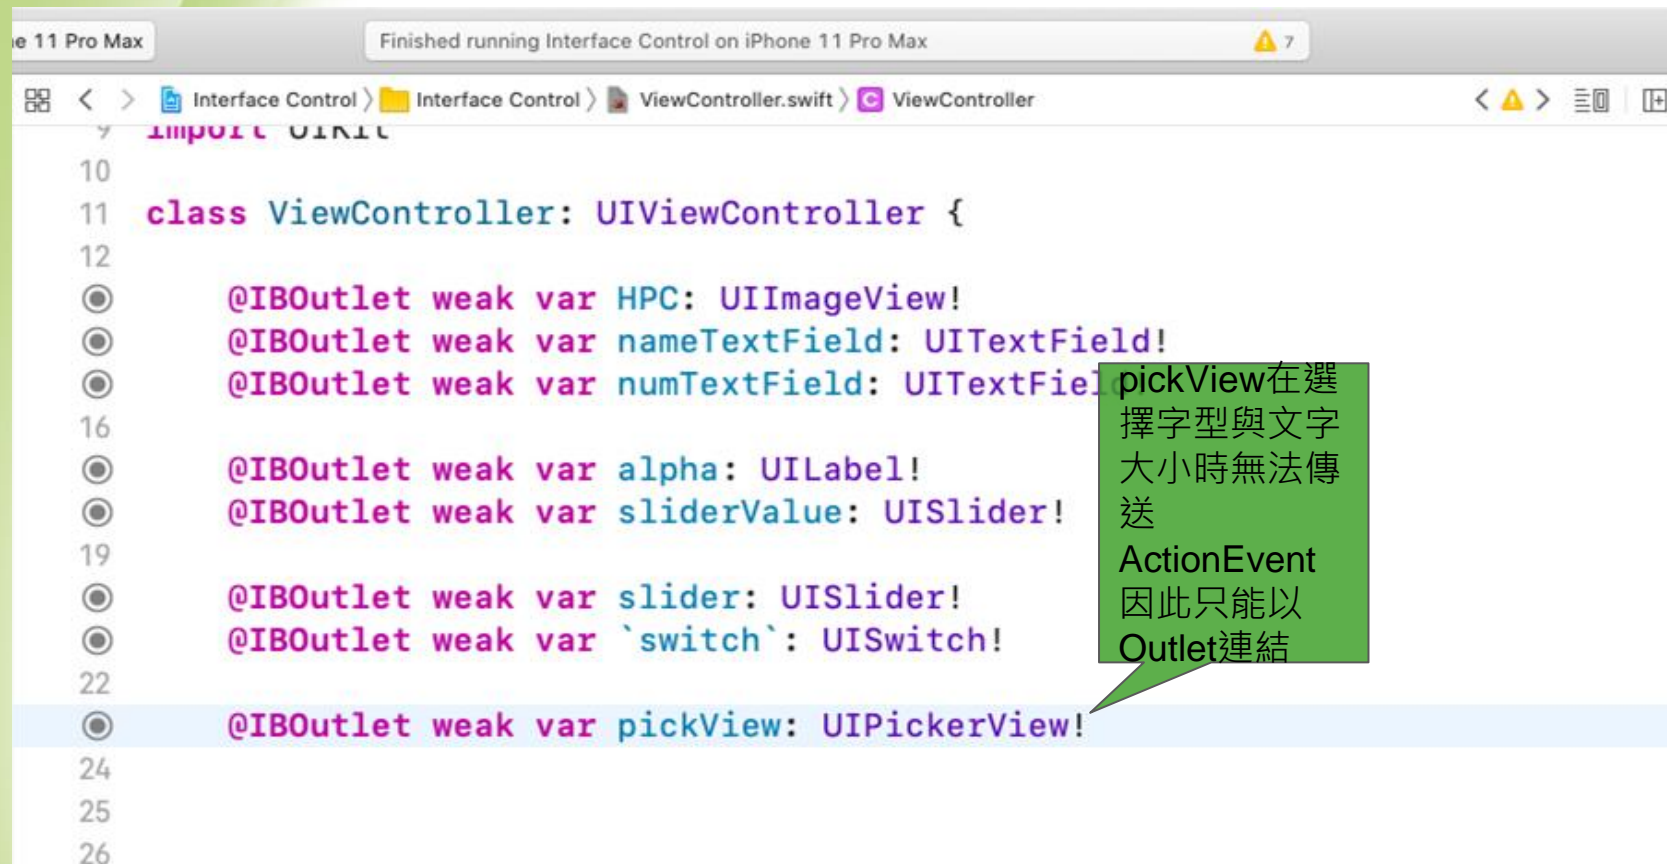 e 11 Pro Max
Finished running Interface Control on iPhone 11 Pro Max
7
Interface Control 〉 Interface Control 〉 ViewController.swift 〉 C ViewController
9 import UIKit
10
11 class ViewController: UIViewController {
12
@IBOutlet weak var HPC: UIImageView!
@IBOutlet weak var nameTextField: UITextField!
@IBOutlet weak var numTextField: UITextField!
16
@IBOutlet weak var alpha: UILabel!
@IBOutlet weak var sliderValue: UISlider!
19
@IBOutlet weak var slider: UISlider!
@IBOutlet weak var `switch`: UISwitch!
22
@IBOutlet weak var pickView: UIPickerView!
24
25
26
pickView在選
擇字型與文字
大小時無法傳
送
ActionEvent
因此只能以
Outlet連結